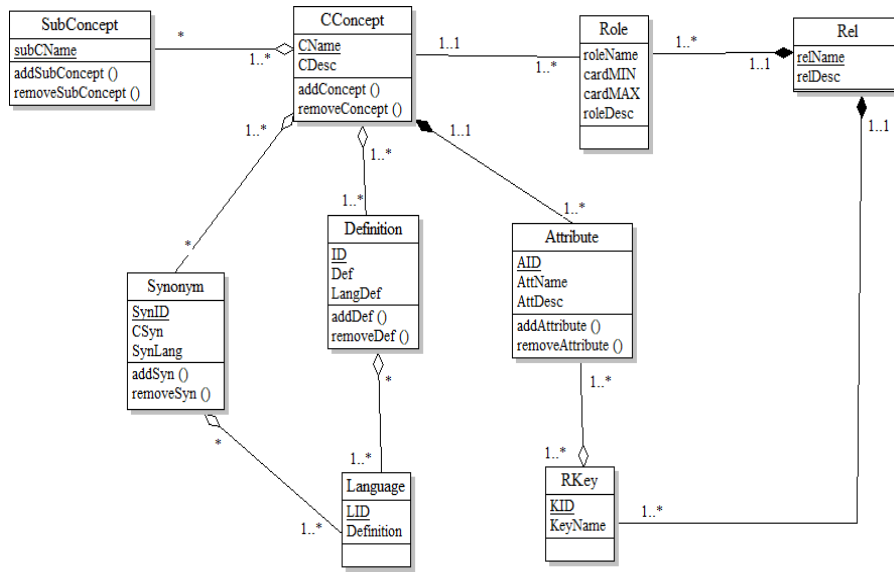 SubConcept
subCName
addSubConcept ()
removeSubConcept ()
*
1..*
CConcept
CName
CDesc
addConcept ()
removeConcept ()
1..1
1..*
Role
roleName
cardMIN
cardMAX
roleDesc
1..*
1..1
Rel
relName
relDesc
1..1
1..*
1..*
1..1
*
1..*
1..*
Synonym
SynID
CSyn
SynLang
addSyn ()
removeSyn ()
Definition
ID
Def
LangDef
addDef ()
removeDef ()
Attribute
AID
AttName
AttDesc
addAttribute ()
removeAttribute ()
*
*
1..*
1..*
1..*
1..*
Language
LID
Definition
RKey
KID
KeyName
1..*